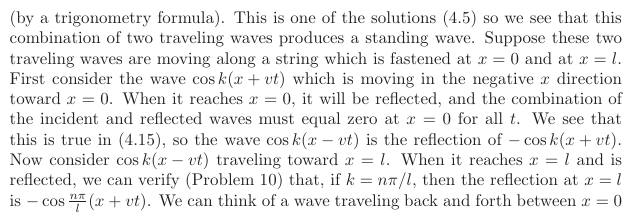 (by a trigonometry formula). This is one of the solutions (4.5) so we see that this
combination of two traveling waves produces a standing wave. Suppose these two
traveling waves are moving along a string which is fastened at x = 0 and at x = l.
First consider the wave cos k(x + vt) which is moving in the negative x direction
toward x = 0. When it reaches x = 0, it will be reflected, and the combination of
the incident and reflected waves must equal zero at x = 0 for all t. We see that
this is true in (4.15), so the wave cos k(x − vt) is the reflection of − cos k(x + vt).
Now consider cos k(x − vt) traveling toward x = l. When it reaches x = l and is
reflected, we can verify (Problem 10) that, if k = nπ/l, then the reflection at x = l
is − cos nπ/l (x + vt). We can think of a wave traveling back and forth between x = 0